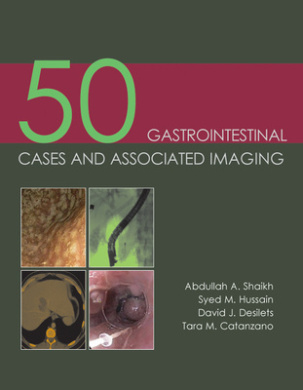 50
GASTROINTESTINAL
CASES AND ASSOCIATED IMAGING
Abdullah A. Shaikh
Syed M. Hussain
David J. Desilets
Tara M. Catanzano